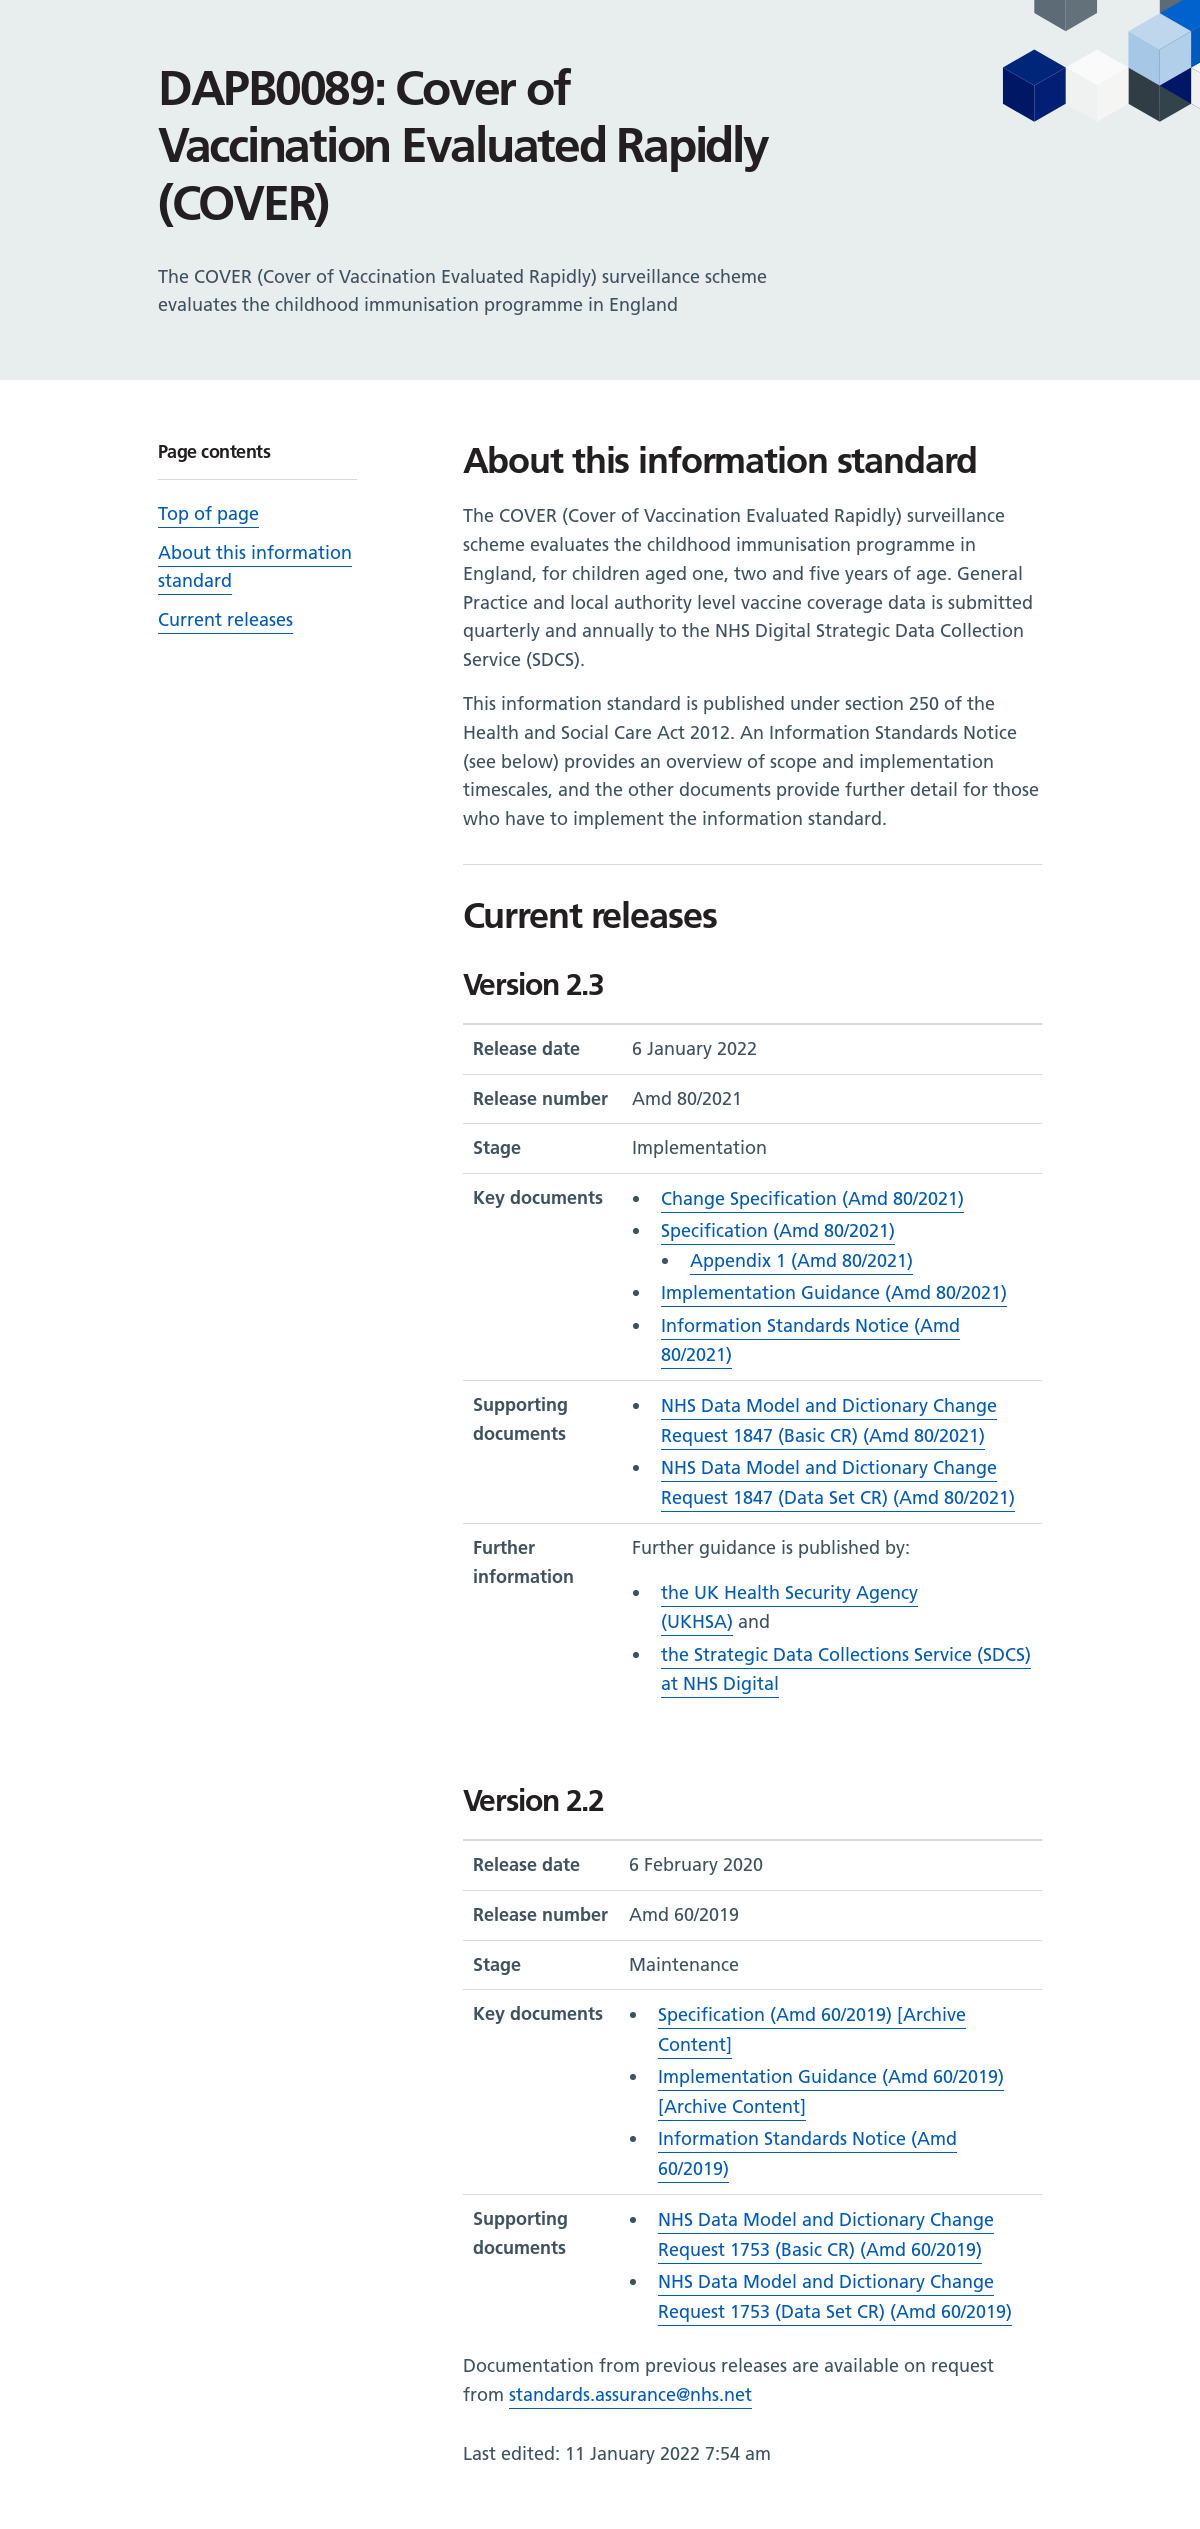 DAPB0089: Cover of
Vaccination Evaluated Rapidly
(COVER)
The COVER (Cover of Vaccination Evaluated Rapidly) surveillance scheme
evaluates the childhood immunisation programme in England
Page contents
Top of page
About this information
standard
Current releases
About this information standard
The COVER (Cover of Vaccination Evaluated Rapidly) surveillance
scheme evaluates the childhood immunisation programme in
England, for children aged one, two and five years of age. General
Practice and local authority level vaccine coverage data is submitted
quarterly and annually to the NHS Digital Strategic Data Collection
Service (SDCS).
This information standard is published under section 250 of the
Health and Social Care Act 2012. An Information Standards Notice
(see below) provides an overview of scope and implementation
timescales, and the other documents provide further detail for those
who have to implement the information standard.
Current releases
Version 2.3
Release date 6 January 2022
Release number Amd 80/2021
Stage Implementation
Key documents • Change Specification (Amd 80/2021)
• Specification (Amd 80/2021)
• Appendix 1 (Amd 80/2021)
• Implementation Guidance (Amd 80/2021)
• Information Standards Notice (Amd
80/2021)
Supporting • NHS Data Model and Dictionary Change
documents Request 1847 (Basic CR) (Amd 80/2021)
• NHS Data Model and Dictionary Change
Request 1847 (Data Set CR) (Amd 80/2021)
Further Further guidance is published by:
information
• the UK Health Security Agency
(UKHSA) and
• the Strategic Data Collections Service (SDCS)
at NHS Digital
Version 2.2
Release date 6 February 2020
Release number Amd 60/2019
Stage Maintenance
Key documents • Specification (Amd 60/2019) [Archive
Content]
• Implementation Guidance (Amd 60/2019)
[Archive Content]
• Information Standards Notice (Amd
60/2019)
Supporting • NHS Data Model and Dictionary Change
documents Request 1753 (Basic CR) (Amd 60/2019)
• NHS Data Model and Dictionary Change
Request 1753 (Data Set CR) (Amd 60/2019)
Documentation from previous releases are available on request
from standards.assurance@nhs.net
Last edited: 11 January 2022 7:54 am